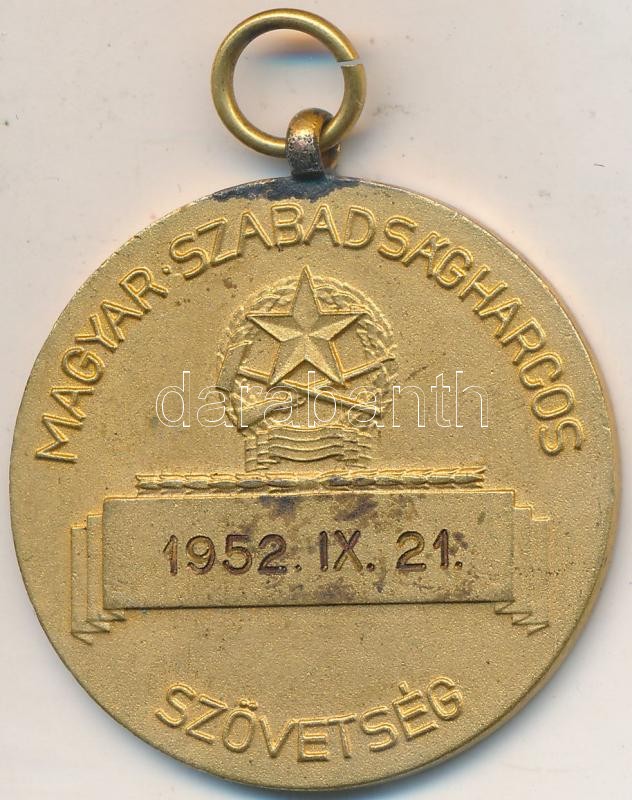 MAGYAR·SZABADSÁGHARCOS
darabanth
1952. IX. 21.
SZÖVETSÉG